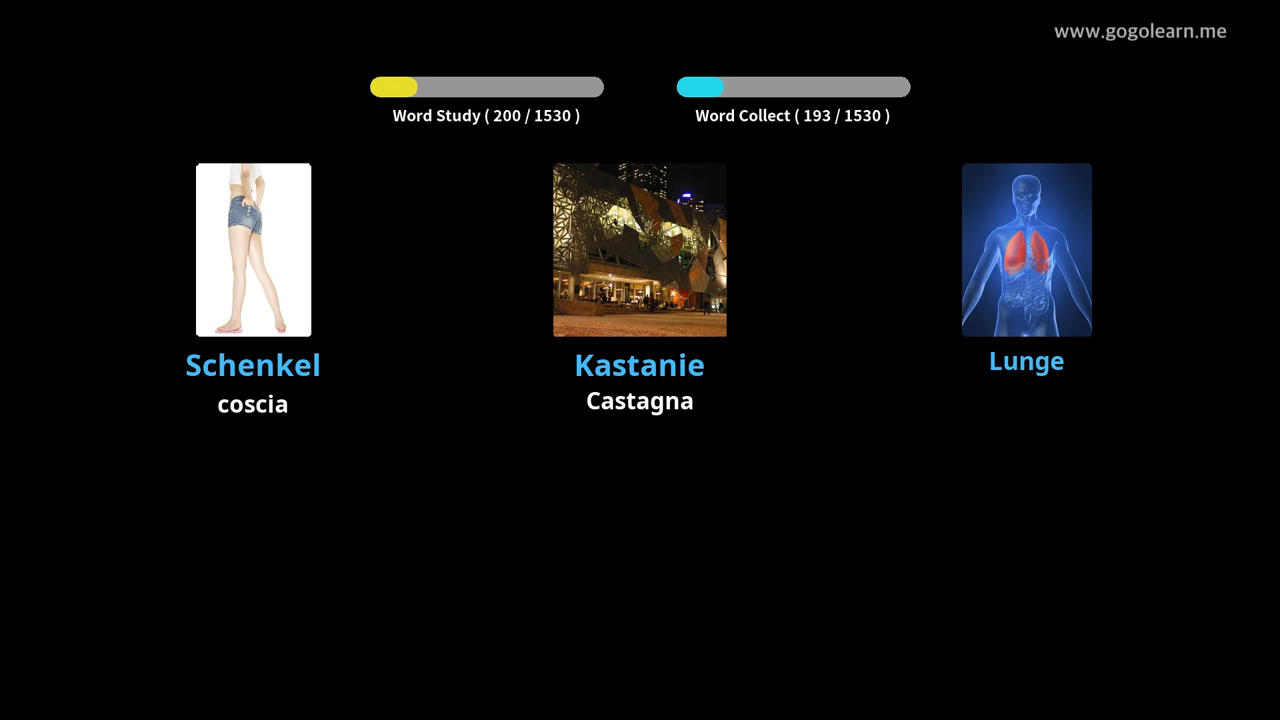 www.gogolearn.me
Word Study ( 200 / 1530 )
Word Collect ( 193 / 1530 )
Schenkel
coscia
Kastanie
Castagna
Lunge